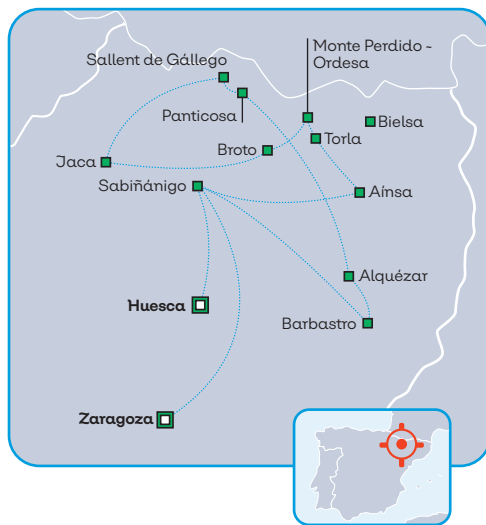 Monte Perdido -
Ordesa
Sallent de Gállego
Panticosa
Bielsa
Torla
Broto
Jaca
Sabiñánigo
Aínsa
Alquézar
Huesca
Barbastro
Zaragoza